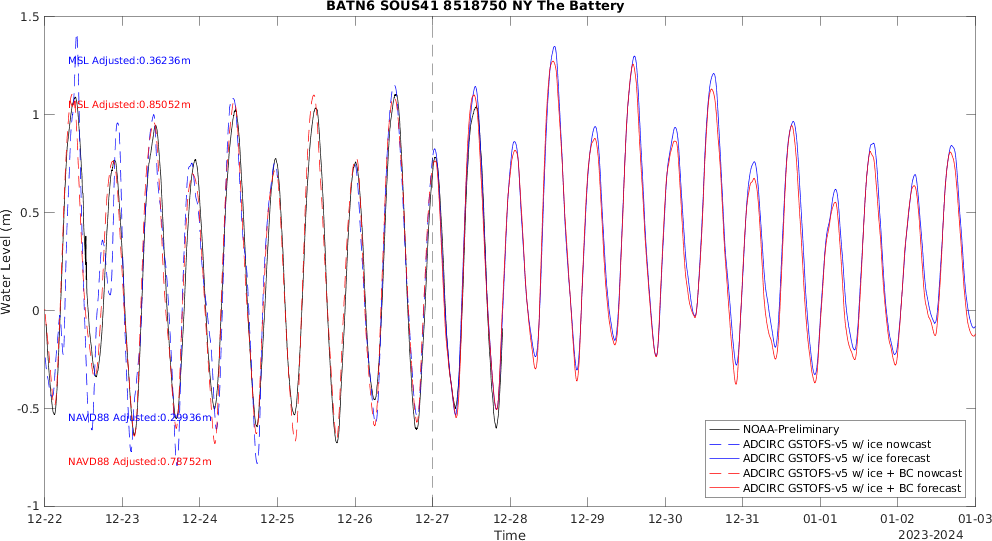 BATN6 SOUS41 8518750 NY The Battery
1.5
1
0.5
0
-0.5
-1
Water Level (m)
MSL Adjusted:0.36236m
MSL Adjusted:0.85052m
NAVD88 Adjusted:0.29936m
NAVD88 Adjusted:0.78752m
NOAA-Preliminary
ADCIRC GSTOFS-v5 w/ ice nowcast
ADCIRC GSTOFS-v5 w/ ice forecast
ADCIRC GSTOFS-v5 w/ ice + BC nowcast
ADCIRC GSTOFS-v5 w/ ice + BC forecast
12-22 12-23 12-24 12-25 12-26 12-27 12-28 12-29 12-30 12-31 01-01 01-02 01-03
Time
2023-2024